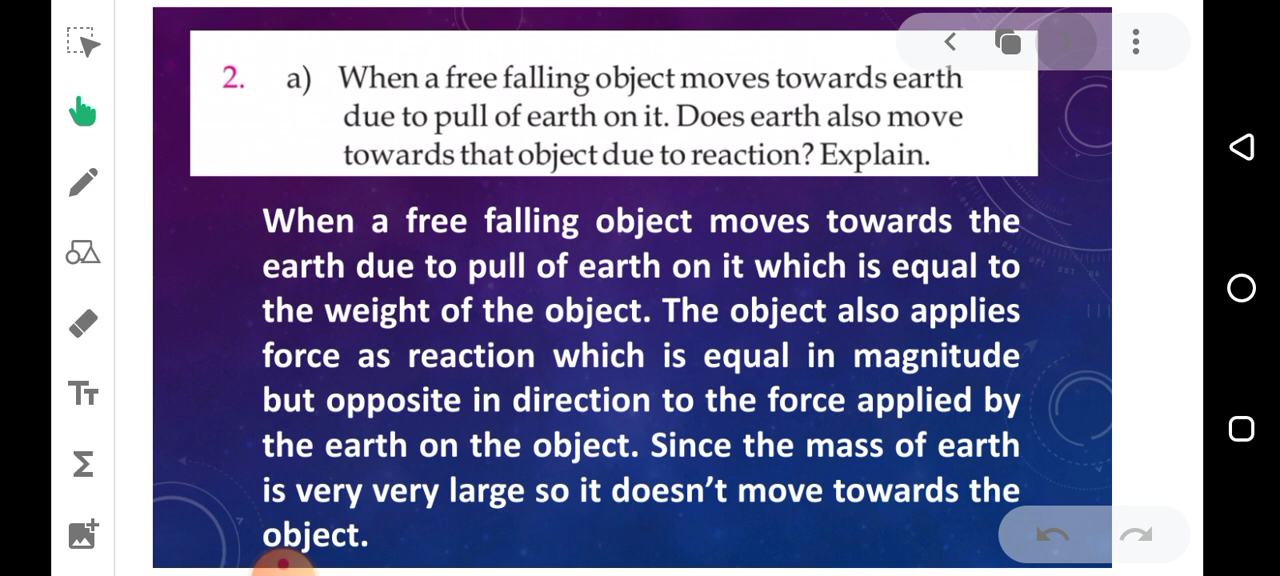 2. a) When a free falling object moves towards earth
due to pull of earth on it. Does earth also move
towards that object due to reaction? Explain.
When a free falling object moves towards the
earth due to pull of earth on it which is equal to
the weight of the object. The object also applies
force as reaction which is equal in magnitude
but opposite in direction to the force applied by
the earth on the object. Since the mass of earth
is very very large so it doesn't move towards the
object.
Tт
Σ